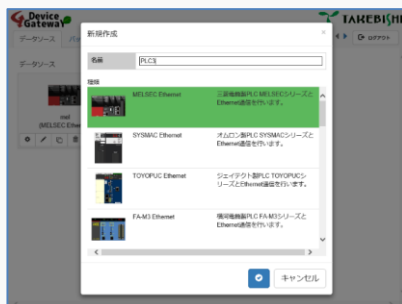 Device Gateway
TAKEBISHI
データソース
ログアウト
データソース
mel
(MELSEC Ether
新規作成
×
名前
PLC3
種類
MELSEC Ethernet
三菱電機製PLC MELSECシリーズと
Ethernet通信を行います。
SYSMAC Ethernet
オムロン製PLC SYSMACシリーズと
Ethernet通信を行います。
TOYOPUC Ethernet
ジェイテクト製PLC TOYOPUCシ
リーズとEthernet通信を行います。
FA-M3 Ethernet
横河電機製PLC FA-M3シリーズと
Ethernet通信を行います。
キャンセル